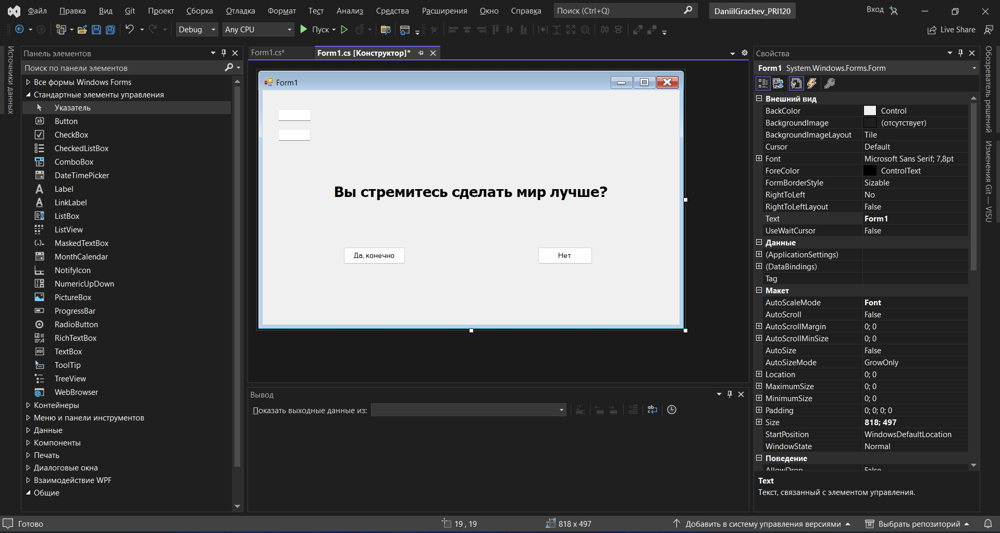 Файл Правка Вид Git Проект Сборка Отладка Формат Тест Анализ Средства Расширения Окно Справка Поиск (Ctrl+Q) DaniilGrachev_PRI120 Вход
Debug Any CPU Пуск Live Share
Источники данных
Панель элементов
Поиск по панели элементов
Все формы Windows Forms
Стандартные элементы управления
Указатель
Button
CheckBox
CheckedListBox
ComboBox
DateTimePicker
Label
LinkLabel
ListBox
ListView
MaskedTextBox
MonthCalendar
NotifyIcon
NumericUpDown
PictureBox
ProgressBar
RadioButton
RichTextBox
TextBox
ToolTip
TreeView
WebBrowser
Контейнеры
Меню и панели инструментов
Данные
Компоненты
Печать
Диалоговые окна
Взаимодействие WPF
Общие
Form1.cs* Form1.cs [Конструктор]*
Form1
Вы стремитесь сделать мир лучше?
Да, конечно Нет
Вывод
Показать выходные данные из:
Свойства
Form1 System.Windows.Forms.Form
Внешний вид
BackColor Control
BackgroundImage (отсутствует)
BackgroundImageLayout Tile
Cursor Default
Font Microsoft Sans Serif; 7,8pt
ForeColor ControlText
FormBorderStyle Sizable
RightToLeft No
RightToLeftLayout False
Text Form1
UseWaitCursor False
Данные
(ApplicationSettings)
(DataBindings)
Tag
Макет
AutoScaleMode Font
AutoScroll False
AutoScrollMargin 0; 0
AutoScrollMinSize 0; 0
AutoSize False
AutoSizeMode GrowOnly
Location 0; 0
MaximumSize 0; 0
MinimumSize 0; 0
Padding 0; 0; 0; 0
Size 818; 497
StartPosition WindowsDefaultLocation
WindowState Normal
Поведение
AllowDrop False
Text
Текст, связанный с элементом управления.
Обозреватель решений
Изменения Git — VISU
Готово 19 , 19 818 x 497 Добавить в систему управления версиями Выбрать репозиторий